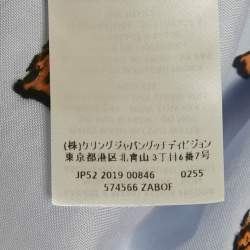 (株)ケリングジャパングッチディビジョン
東京都港区北青山3丁目6番7号
JP52 2019 00846 0255
574566 ZABOF